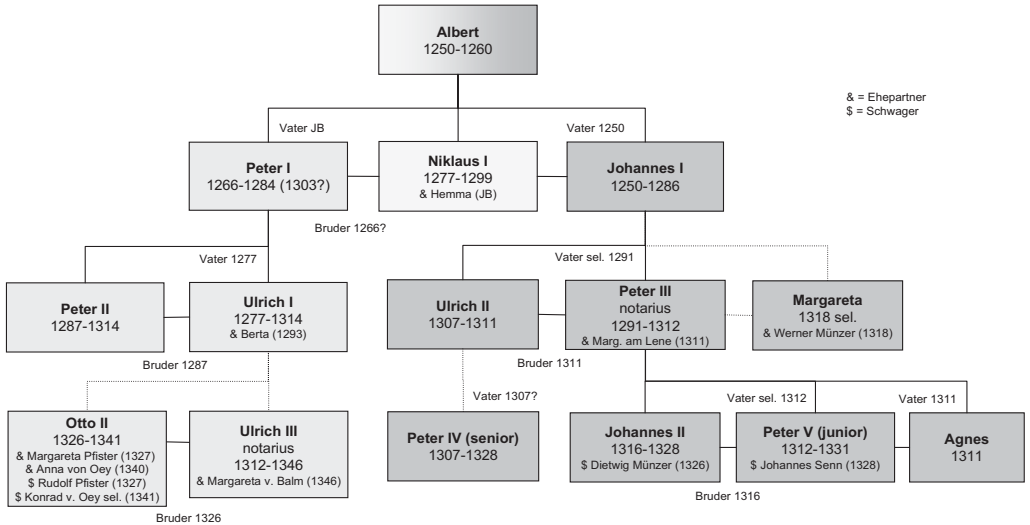 Albert
1250-1260
& = Ehepartner
$ = Schwager
Vater JB
Vater 1250
Peter I
1266-1284 (1303?)
Niklaus I
1277-1299
& Hemma (JB)
Johannes I
1250-1286
Bruder 1266?
Vater 1277
Vater sel. 1291
Peter II
1287-1314
Ulrich I
1277-1314
& Berta (1293)
Ulrich II
1307-1311
Peter III
notarius
1291-1312
& Marg. am Lene (1311)
Margareta
1318 sel.
& Werner Münzer (1318)
Bruder 1287
Bruder 1311
Vater 1307?
Vater sel. 1312
Vater 1311
Otto II
1326-1341
& Margareta Pfister (1327)
& Anna von Oey (1340)
$ Rudolf Pfister (1327)
$ Konrad v. Oey sel. (1341)
Ulrich III
notarius
1312-1346
& Margareta v. Balm (1346)
Peter IV (senior)
1307-1328
Johannes II
1316-1328
$ Dietwig Münzer (1326)
Peter V (junior)
1312-1331
$ Johannes Senn (1328)
Agnes
1311
Bruder 1316
Bruder 1326